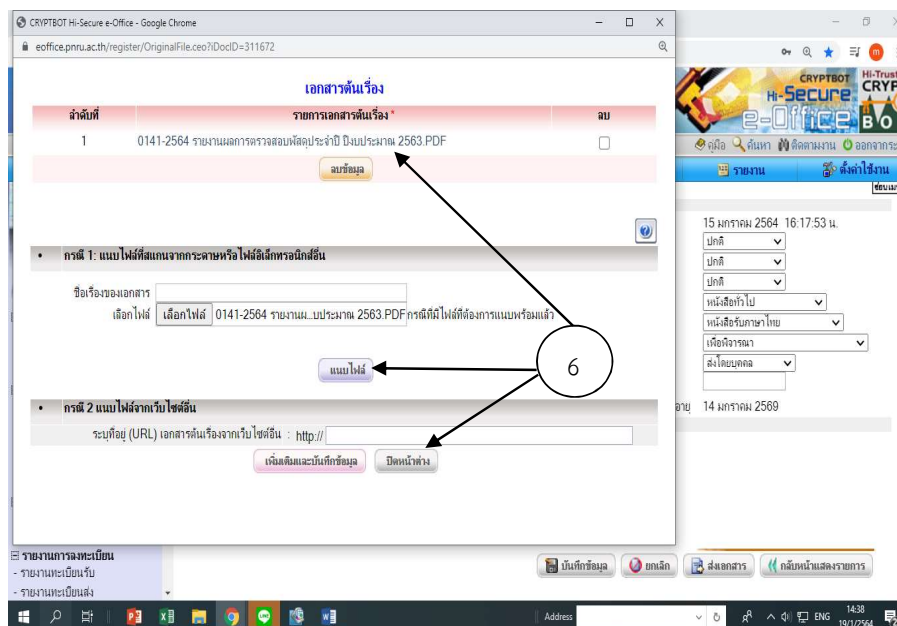 CRYPTBOT Hi-Secure e-Office - Google Chrome
eoffice.pnru.ac.th/register/OriginalFile.ceo?iDocID=311672
เอกสารต้นเรื่อง
ลำดับที่ รายการเอกสารต้นเรื่อง * ลบ
1 0141-2564 รายงานผลการตรวจสอบพัสดุประจำปี ปีงบประมาณ 2563.PDF
ลบข้อมูล
• กรณี 1: แนบไฟล์ที่สแกนจากกระดาษหรือไฟล์อิเล็กทรอนิกส์อื่น
ชื่อเรื่องของเอกสาร
เลือกไฟล์ เลือกไฟล์ 0141-2564 รายงานผ...บประมาณ 2563.PDF กรณีที่มีไฟล์ที่ต้องการแนบพร้อมแล้ว
แนบไฟล์
6
• กรณี 2 แนบไฟล์จากเว็บไซต์อื่น
ระบุที่อยู่ (URL) เอกสารต้นเรื่องจากเว็บไซต์อื่น : http://
เพิ่มเติมและบันทึกข้อมูล ปิดหน้าต่าง
m
CRYPTBOT
Hi-Secure
e-Office
Hi-Trust
CRYP
BO
คู่มือ ค้นหา ติดตามงาน ออกจากระ
รายงาน ตั้งค่าใช้งาน
ซ่อนเม
15 มกราคม 2564 16:17:53 น.
ปกติ
ปกติ
ปกติ
หนังสือทั่วไป
หนังสือรับภาษาไทย
เพื่อพิจารณา
ส่งโดยบุคคล
อายุ 14 มกราคม 2569
รายงานการลงทะเบียน
- รายงานทะเบียนรับ
- รายงานทะเบียนส่ง
บันทึกข้อมูล ยกเลิก ส่งเอกสาร กลับหน้าแสดงรายการ
Address
ENG
14:38
19/1/2564